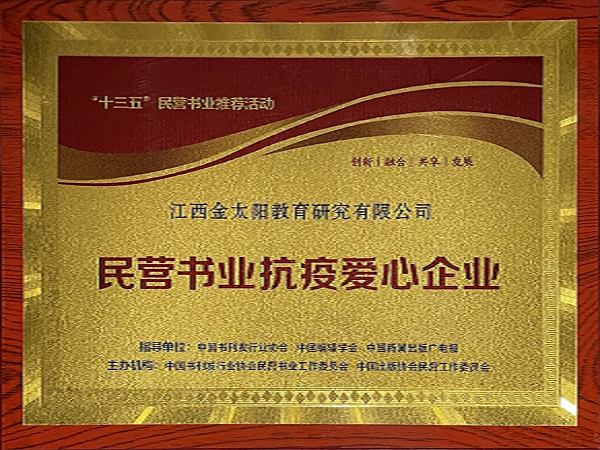 “十三五”民营书业推荐活动
创新｜融合｜共享｜发展
江西金太阳教育研究有限公司
民营书业抗疫爱心企业
指导单位：中国书刊发行业协会 中国编辑学会 中国新闻出版广电报
主办机构：中国书刊发行业协会民营书业工作委员会 中国出版协会民营工作委员会